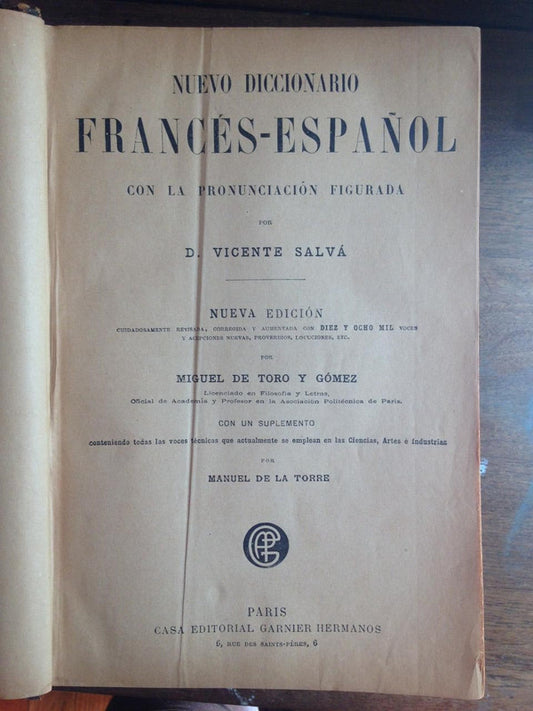 NUEVO DICCIONARIO
FRANCÉS-ESPAÑOL
CON LA PRONUNCIACIÓN FIGURADA
POR
D. VICENTE SALVÁ
NUEVA EDICIÓN
CUIDADOSAMENTE REVISADA, CORREGIDA Y AUMENTADA CON DIEZ Y OCHO MIL VOCES
Y ACEPCIONES NUEVAS, PROVERBIOS, LOCUCIONES, ETC.
POR
MIGUEL DE TORO Y GÓMEZ
Licenciado en Filosofía y Letras,
Oficial de Academia y Profesor en la Asociación Politécnica de Paris.
CON UN SUPLEMENTO
conteniendo todas las voces técnicas que actualmente se emplean en las Ciencias, Artes é Industrias
POR
MANUEL DE LA TORRE
PARIS
CASA EDITORIAL GARNIER HERMANOS
6, RUE DES SAINTS-PÈRES, 6